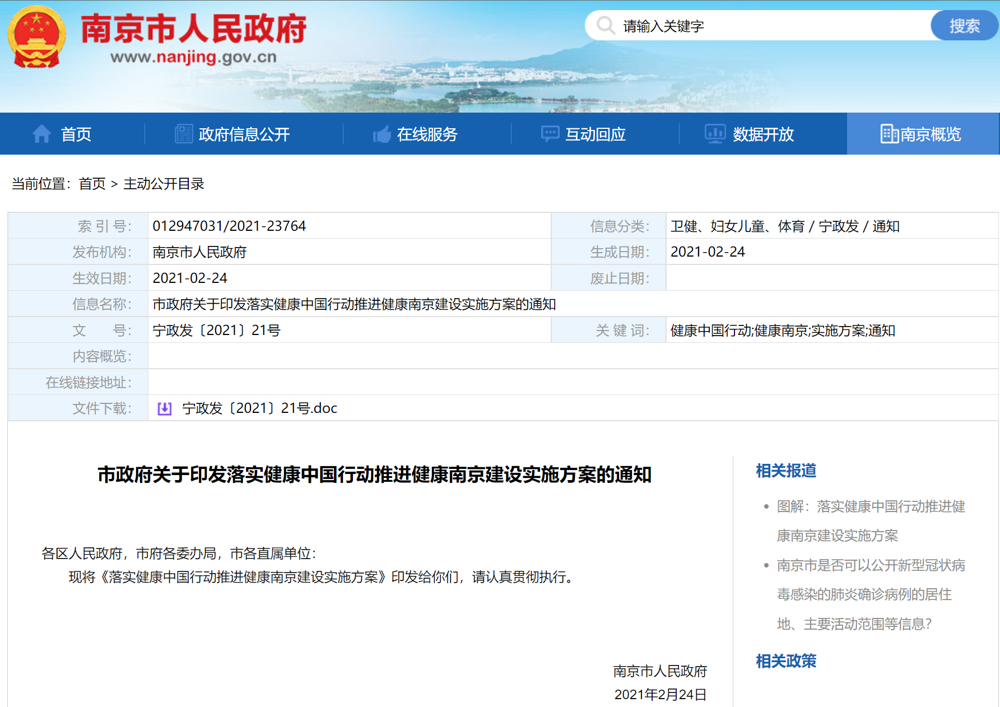 南京市人民政府
www.nanjing.gov.cn
请输入关键字
搜索
首页
政府信息公开
在线服务
互动回应
数据开放
南京概览
当前位置：首页 > 主动公开目录
索 引 号：
012947031/2021-23764
信息分类：
卫健、妇女儿童、体育 / 宁政发 / 通知
发布机构：
南京市人民政府
生成日期：
2021-02-24
生效日期：
2021-02-24
废止日期：
信息名称：
市政府关于印发落实健康中国行动推进健康南京建设实施方案的通知
文　　号：
宁政发〔2021〕21号
关 键 词：
健康中国行动;健康南京;实施方案;通知
内容概览：
在线链接地址：
文件下载：
宁政发〔2021〕21号.doc
市政府关于印发落实健康中国行动推进健康南京建设实施方案的通知
各区人民政府，市府各委办局，市各直属单位：
现将《落实健康中国行动推进健康南京建设实施方案》印发给你们，请认真贯彻执行。
南京市人民政府
2021年2月24日
相关报道
• 图解：落实健康中国行动推进健
康南京建设实施方案
• 南京市是否可以公开新型冠状病
毒感染的肺炎确诊病例的居住
地、主要活动范围等信息？
相关政策